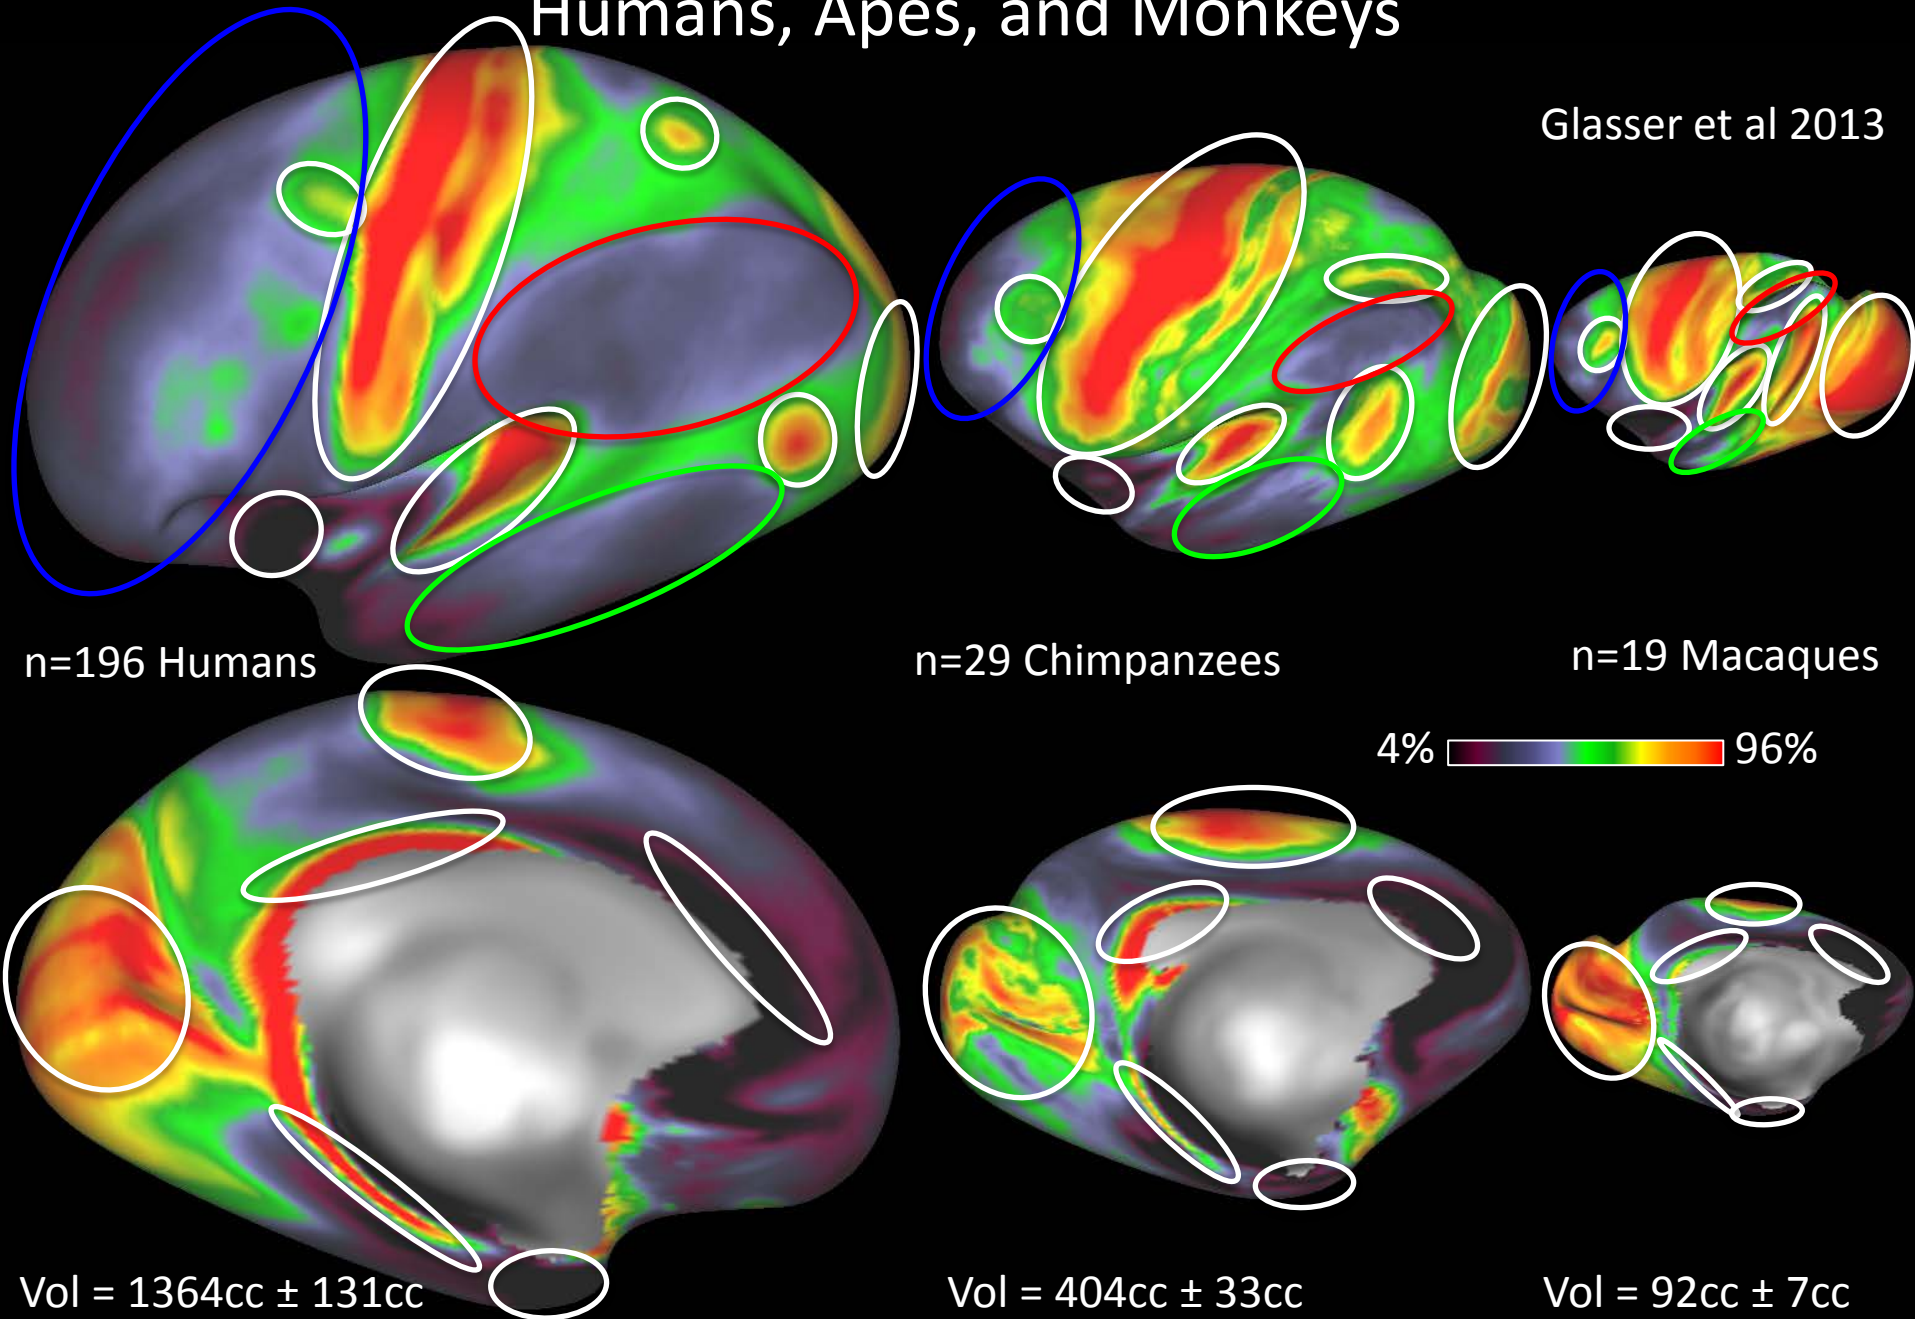 Humans, Apes, and Monkeys
Glasser et al 2013
n=196 Humans
n=29 Chimpanzees
n=19 Macaques
4% 96%
Vol = 1364cc ± 131cc
Vol = 404cc ± 33cc
Vol = 92cc ± 7cc